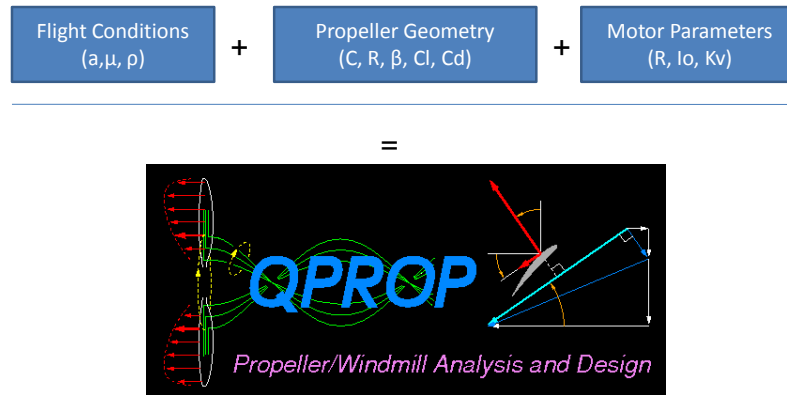 Flight Conditions
(a,μ, ρ)
+
Propeller Geometry
(C, R, β, Cl, Cd)
+
Motor Parameters
(R, Io, Kv)
=
QPROP
Propeller/Windmill Analysis and Design